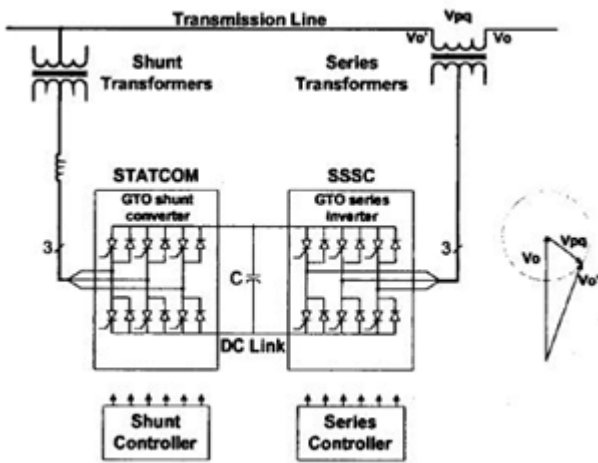 Transmission Line
Vpq
Vo'
Vo
Shunt
Transformers
Series
Transformers
STATCOM
SSSC
GTO shunt
converter
GTO series
inverter
3
3
C
DC Link
Vpq
Vo
Vo'
Shunt
Controller
Series
Controller